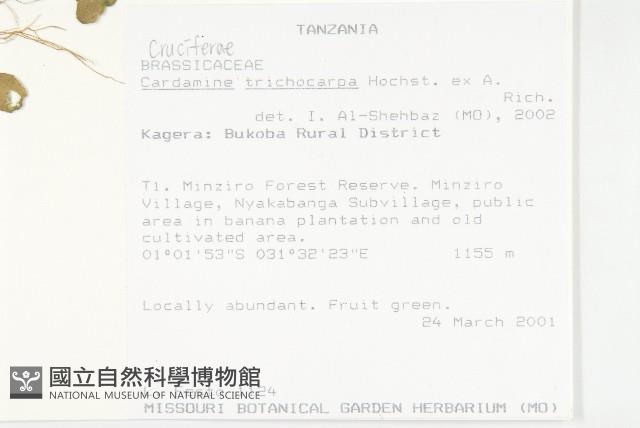 TANZANIA
Cruciferae
BRASSICACEAE
Cardamine trichocarpa Hochst. ex A.
Rich.
det. I. Al-Shehbaz (MO), 2002
Kagera: Bukoba Rural District
T1. Minziro Forest Reserve. Minziro
Village, Nyakabanga Subvillage, public
area in banana plantation and old
cultivated area.
01°01'53"S 031°32'23"E 1155 m
Locally abundant. Fruit green.
24 March 2001
國立自然科學博物館
NATIONAL MUSEUM OF NATURAL SCIENCE
MISSOURI BOTANICAL GARDEN HERBARIUM (MO)